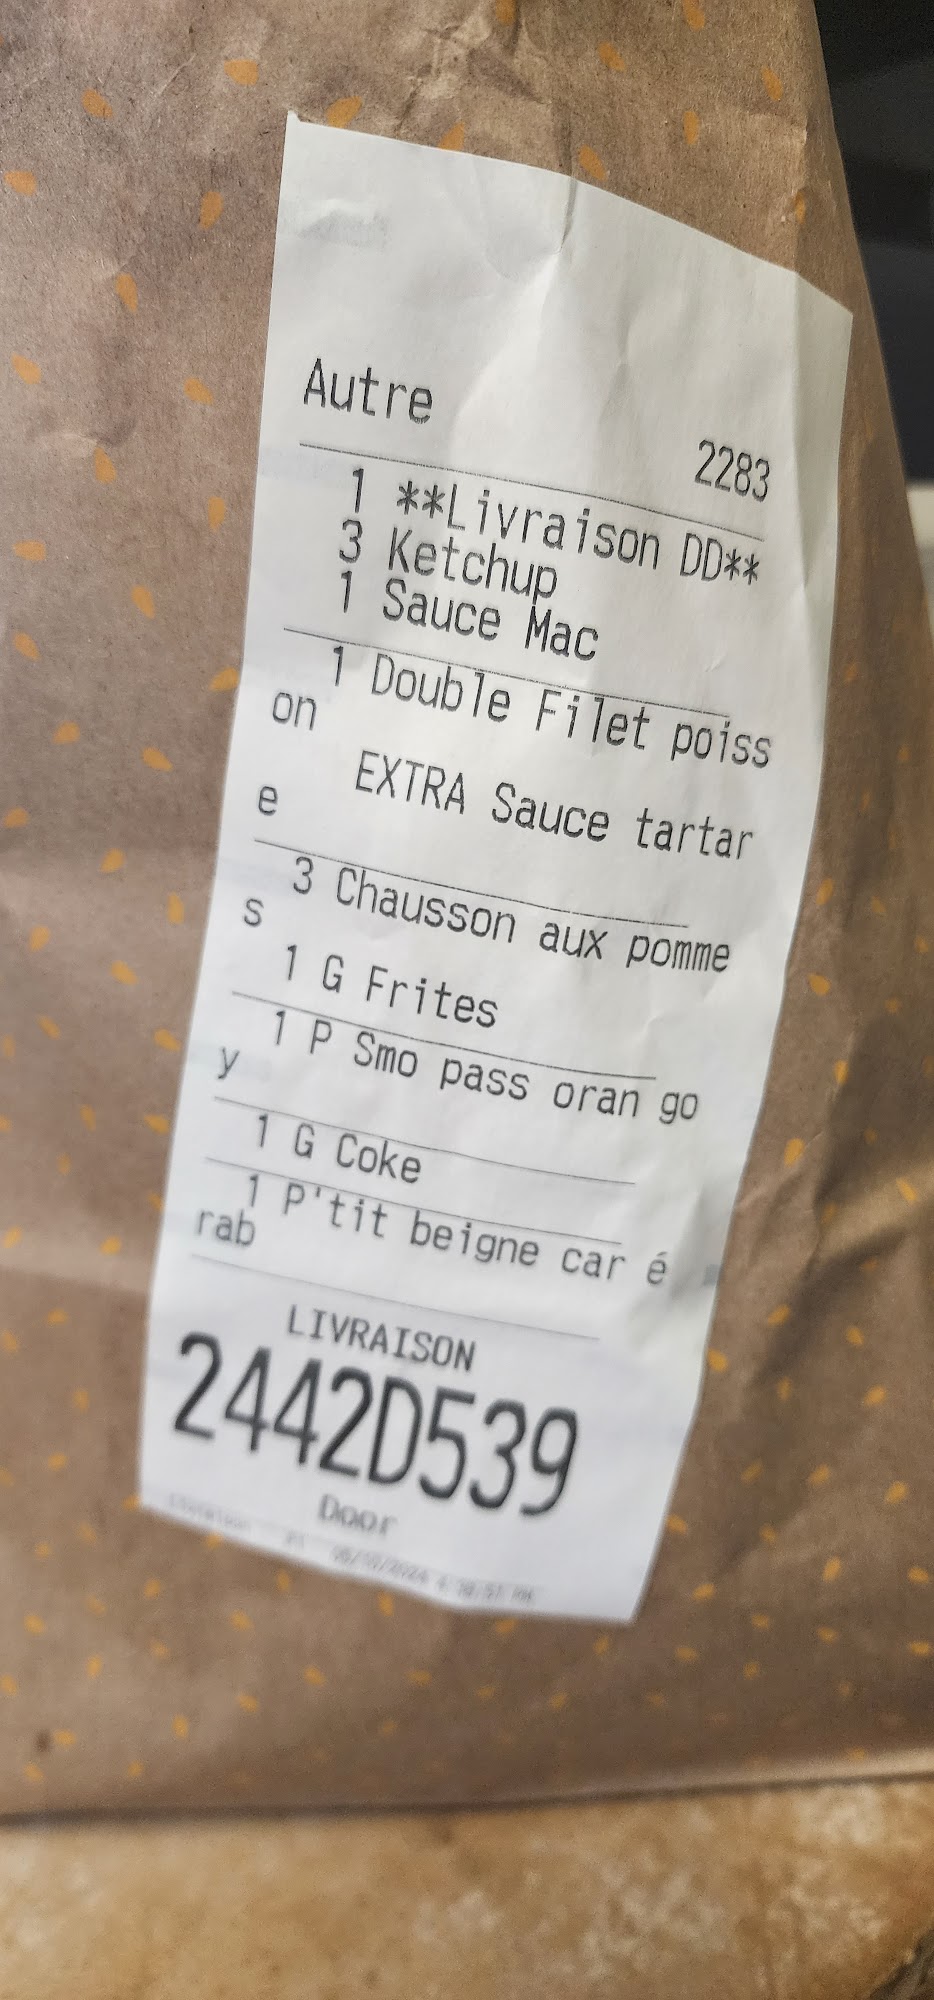 Autre
2283
1 **Livraison DD**
3 Ketchup
1 Sauce Mac
1 Double Filet poiss
on
EXTRA Sauce tartar
e
3 Chausson aux pomme
s
1 G Frites
1 P Smo pass oran go
y
1 G Coke
1 P'tit beigne car é
rab
LIVRAISON
2442D539
Door